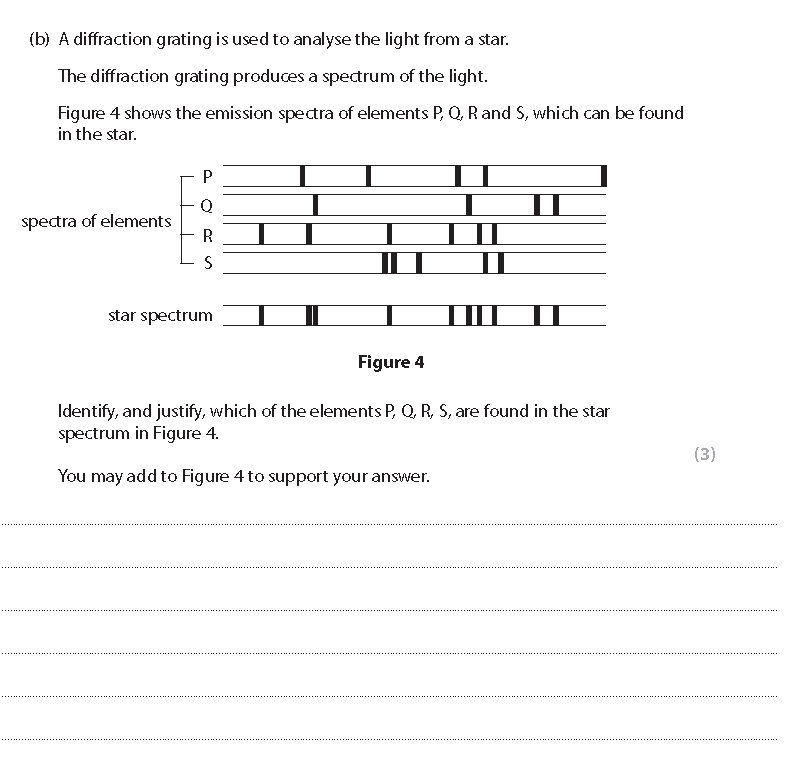 (b) A diffraction grating is used to analyse the light from a star.
The diffraction grating produces a spectrum of the light.
Figure 4 shows the emission spectra of elements P, Q, R and S, which can be found
in the star.
P
Q
spectra of elements
R
S
star spectrum
Figure 4
Identify, and justify, which of the elements P, Q, R, S, are found in the star
spectrum in Figure 4.
(3)
You may add to Figure 4 to support your answer.